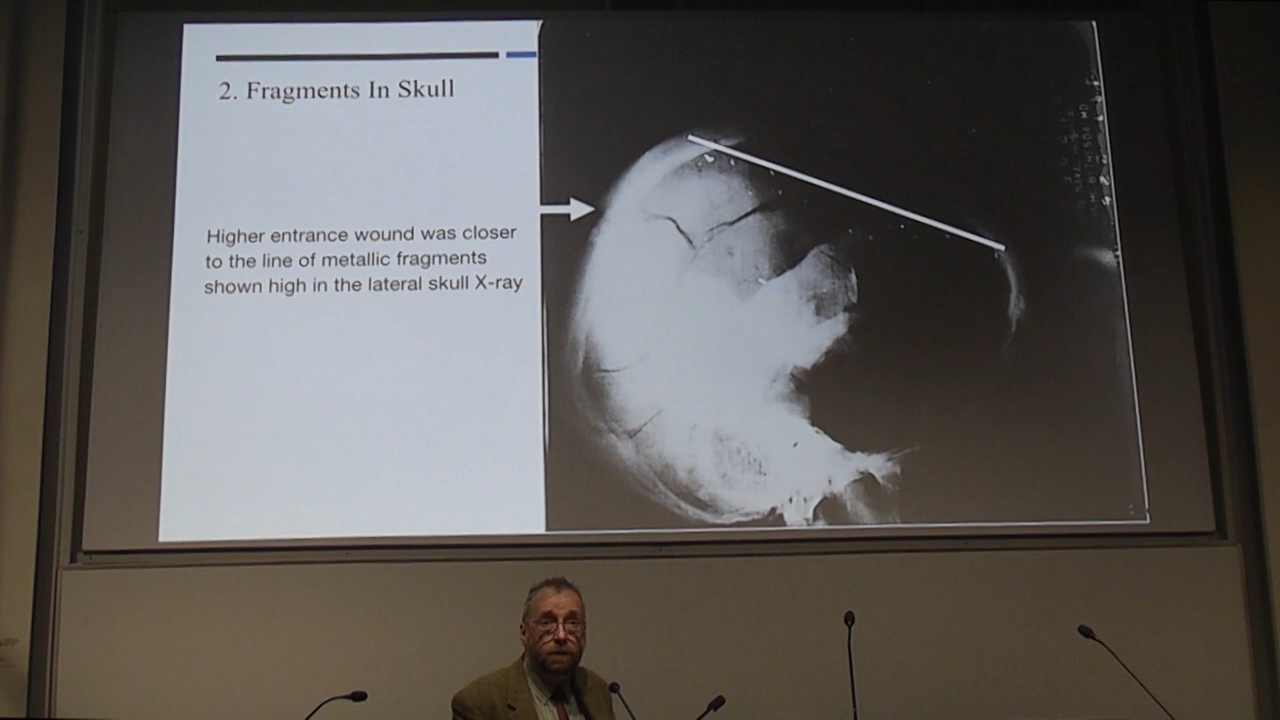 2. Fragments In Skull
Higher entrance wound was closer
to the line of metallic fragments
shown high in the lateral skull X-ray